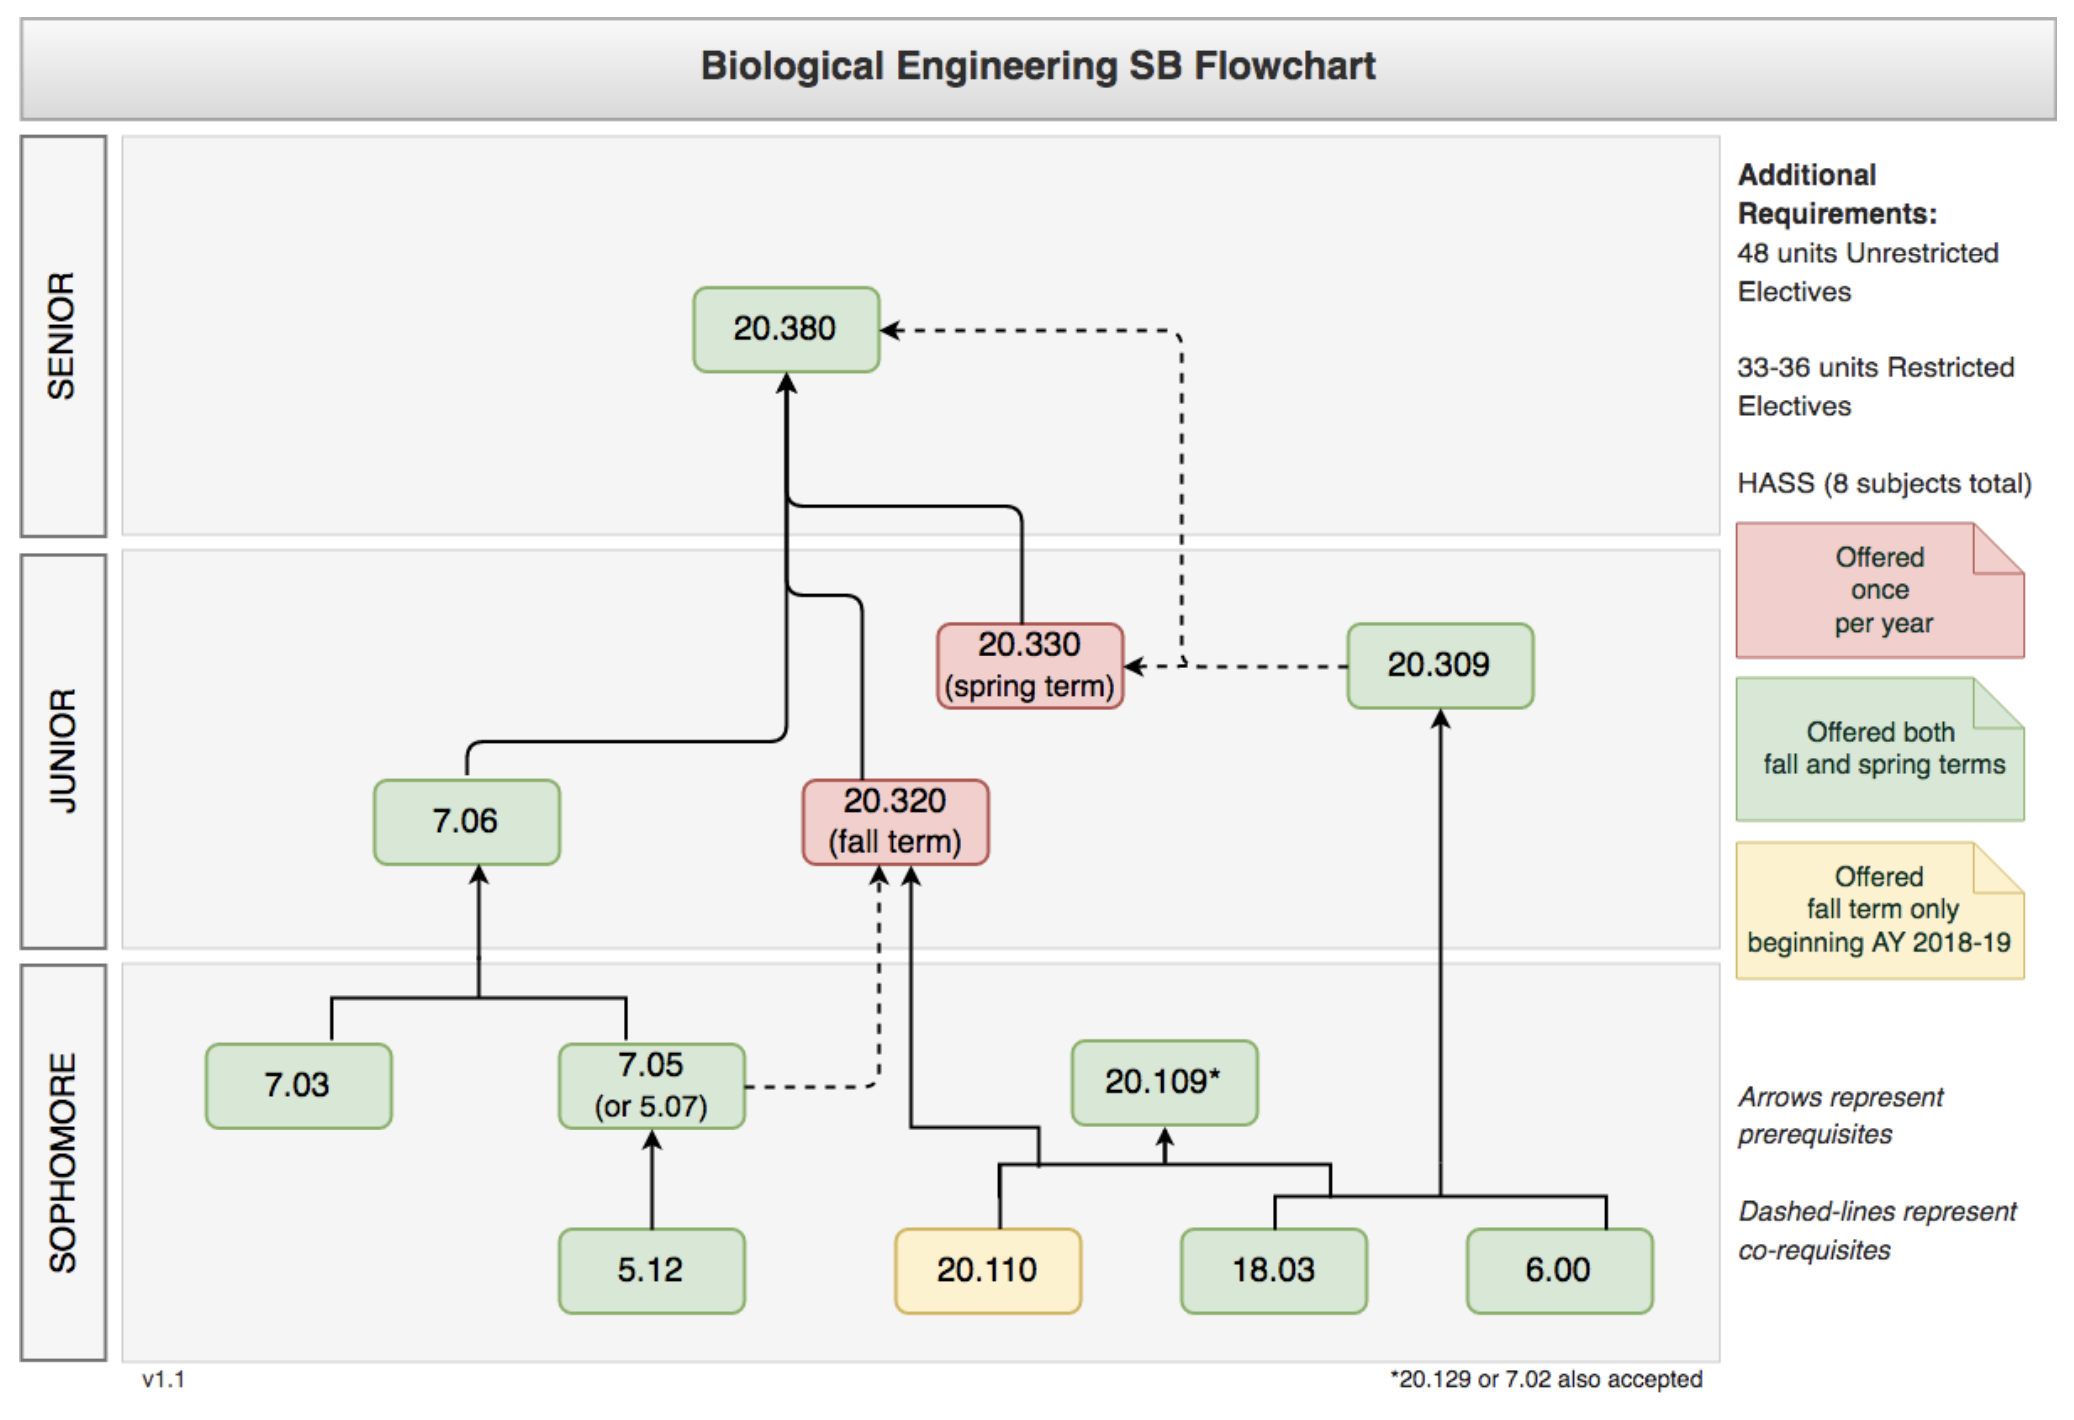 Biological Engineering SB Flowchart
SENIOR
20.380
Additional
Requirements:
48 units Unrestricted
Electives
33-36 units Restricted
Electives
HASS (8 subjects total)
Offered
once
per year
Offered both
fall and spring terms
Offered
fall term only
beginning AY 2018-19
JUNIOR
20.330
(spring term)
20.309
7.06
20.320
(fall term)
SOPHOMORE
7.03
7.05
(or 5.07)
20.109*
5.12
20.110
18.03
6.00
Arrows represent
prerequisites
Dashed-lines represent
co-requisites
v1.1
*20.129 or 7.02 also accepted